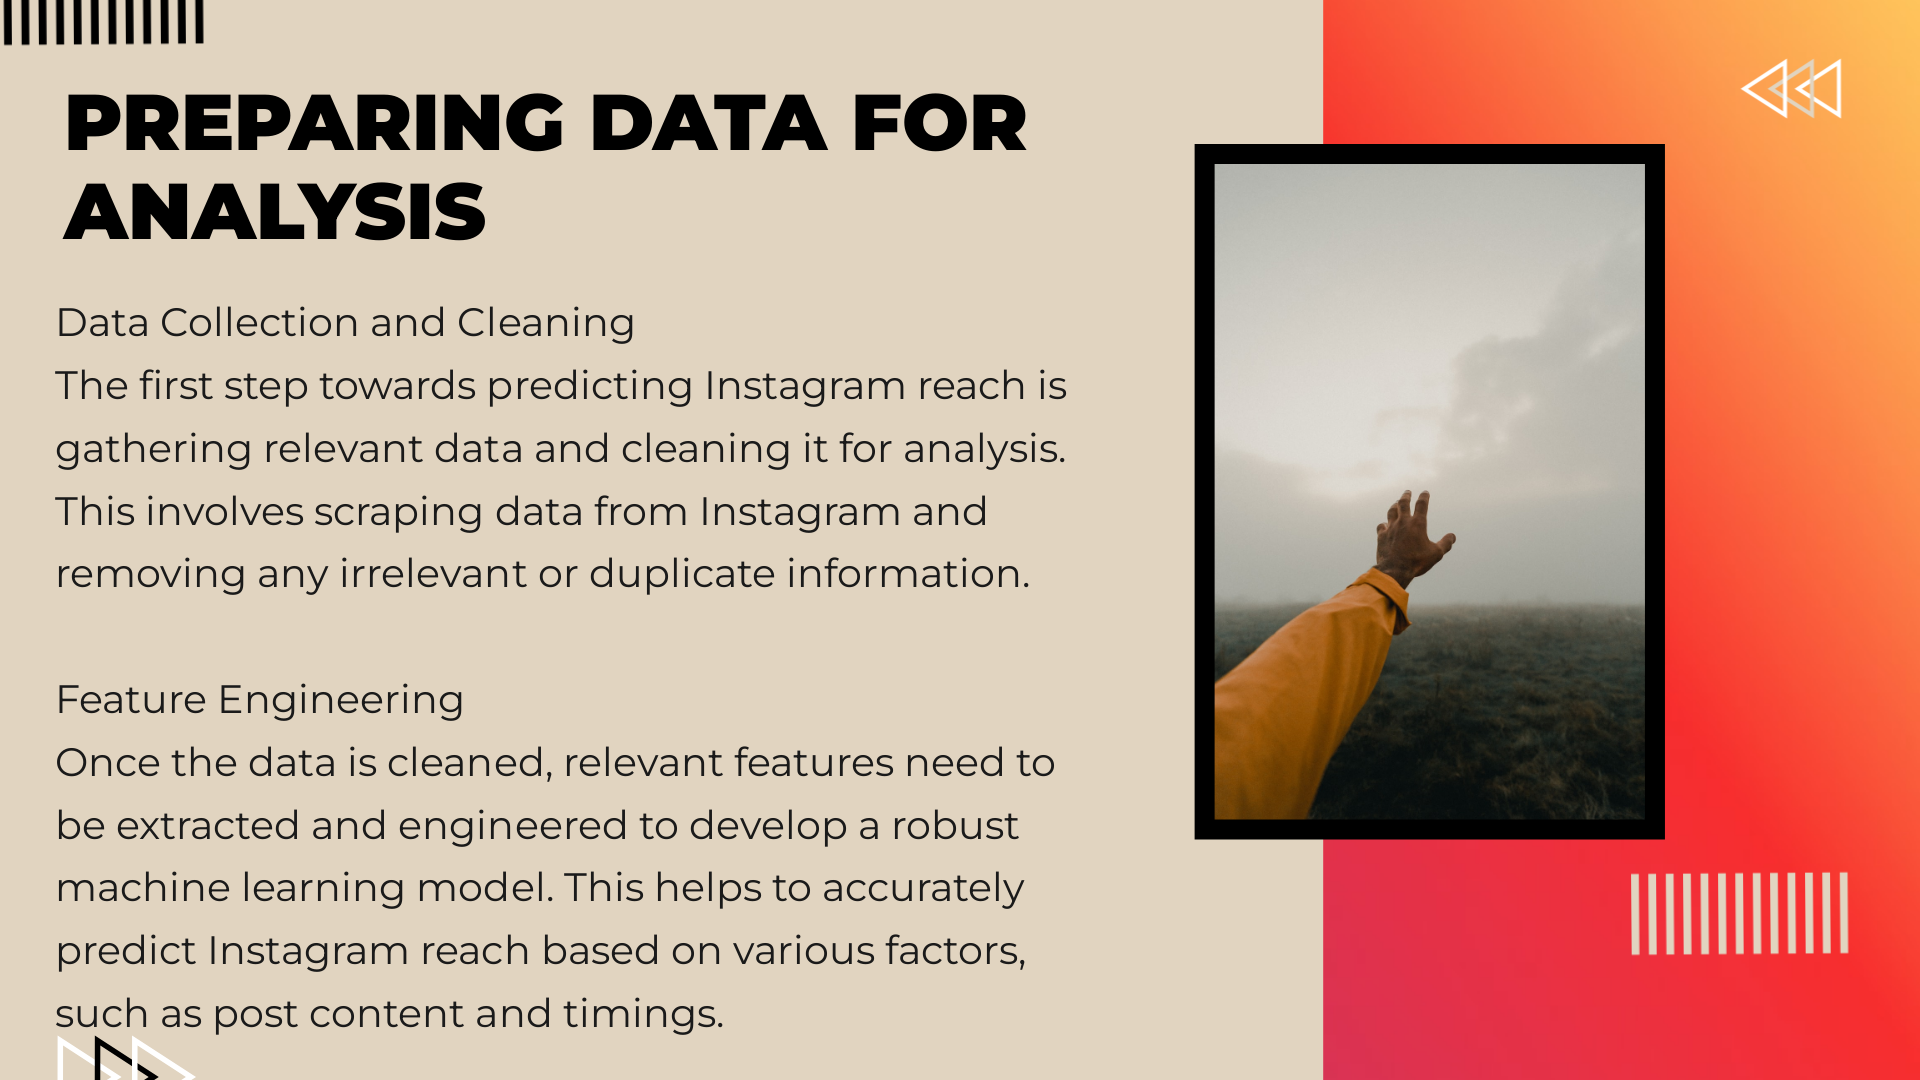 PREPARING DATA FOR
ANALYSIS
Data Collection and Cleaning
The first step towards predicting Instagram reach is
gathering relevant data and cleaning it for analysis.
This involves scraping data from Instagram and
removing any irrelevant or duplicate information.
Feature Engineering
Once the data is cleaned, relevant features need to
be extracted and engineered to develop a robust
machine learning model. This helps to accurately
predict Instagram reach based on various factors,
such as post content and timings.